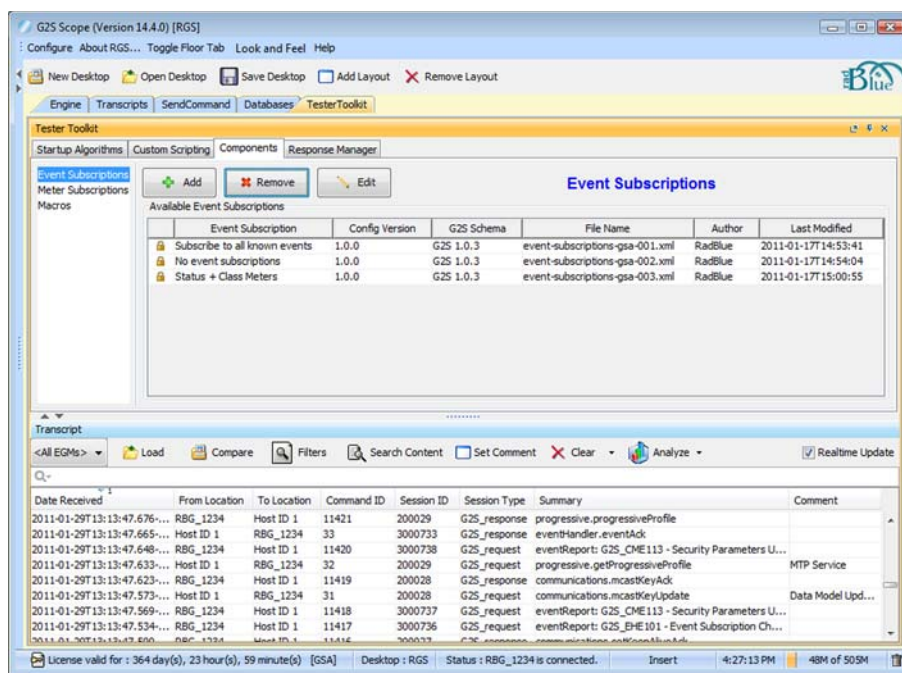 G2S Scope (Version 14.4.0) [RGS]
Configure About RGS... Toggle Floor Tab Look and Feel Help
New Desktop Open Desktop Save Desktop Add Layout Remove Layout
Rad Blue
Engine Transcripts SendCommand Databases TesterToolkit
Tester Toolkit
Startup Algorithms Custom Scripting Components Response Manager
Event Subscriptions
Meter Subscriptions
Macros
Add Remove Edit Event Subscriptions
Available Event Subscriptions
Event Subscription Config Version G2S Schema File Name Author Last Modified
Subscribe to all known events 1.0.0 G2S 1.0.3 event-subscriptions-gsa-001.xml RadBlue 2011-01-17T14:53:41
No event subscriptions 1.0.0 G2S 1.0.3 event-subscriptions-gsa-002.xml RadBlue 2011-01-17T14:54:04
Status + Class Meters 1.0.0 G2S 1.0.3 event-subscriptions-gsa-003.xml RadBlue 2011-01-17T15:00:55
Transcript
<All EGMs> Load Compare Filters Search Content Set Comment Clear Analyze Realtime Update
Date Received 1 From Location To Location Command ID Session ID Session Type Summary Comment
2011-01-29T13:13:47.676-... RBG_1234 Host ID 1 11421 200029 G2S_response progressive.progressiveProfile
2011-01-29T13:13:47.665-... Host ID 1 RBG_1234 33 3000733 G2S_response eventHandler.eventAck
2011-01-29T13:13:47.648-... RBG_1234 Host ID 1 11420 3000738 G2S_request eventReport: G2S_CME113 - Security Parameters U...
2011-01-29T13:13:47.633-... Host ID 1 RBG_1234 32 200029 G2S_request progressive.getProgressiveProfile MTP Service
2011-01-29T13:13:47.623-... RBG_1234 Host ID 1 11419 200028 G2S_response communications.mcastKeyAck
2011-01-29T13:13:47.573-... Host ID 1 RBG_1234 31 200028 G2S_request communications.mcastKeyUpdate Data Model Upd...
2011-01-29T13:13:47.569-... RBG_1234 Host ID 1 11418 3000737 G2S_request eventReport: G2S_CME113 - Security Parameters U...
2011-01-29T13:13:47.534-... RBG_1234 Host ID 1 11417 3000736 G2S_request eventReport: G2S_EHE101 - Event Subscription Ch...
License valid for : 364 day(s), 23 hour(s), 59 minute(s) [GSA] Desktop : RGS Status : RBG_1234 is connected. Insert 4:27:13 PM 48M of 505M